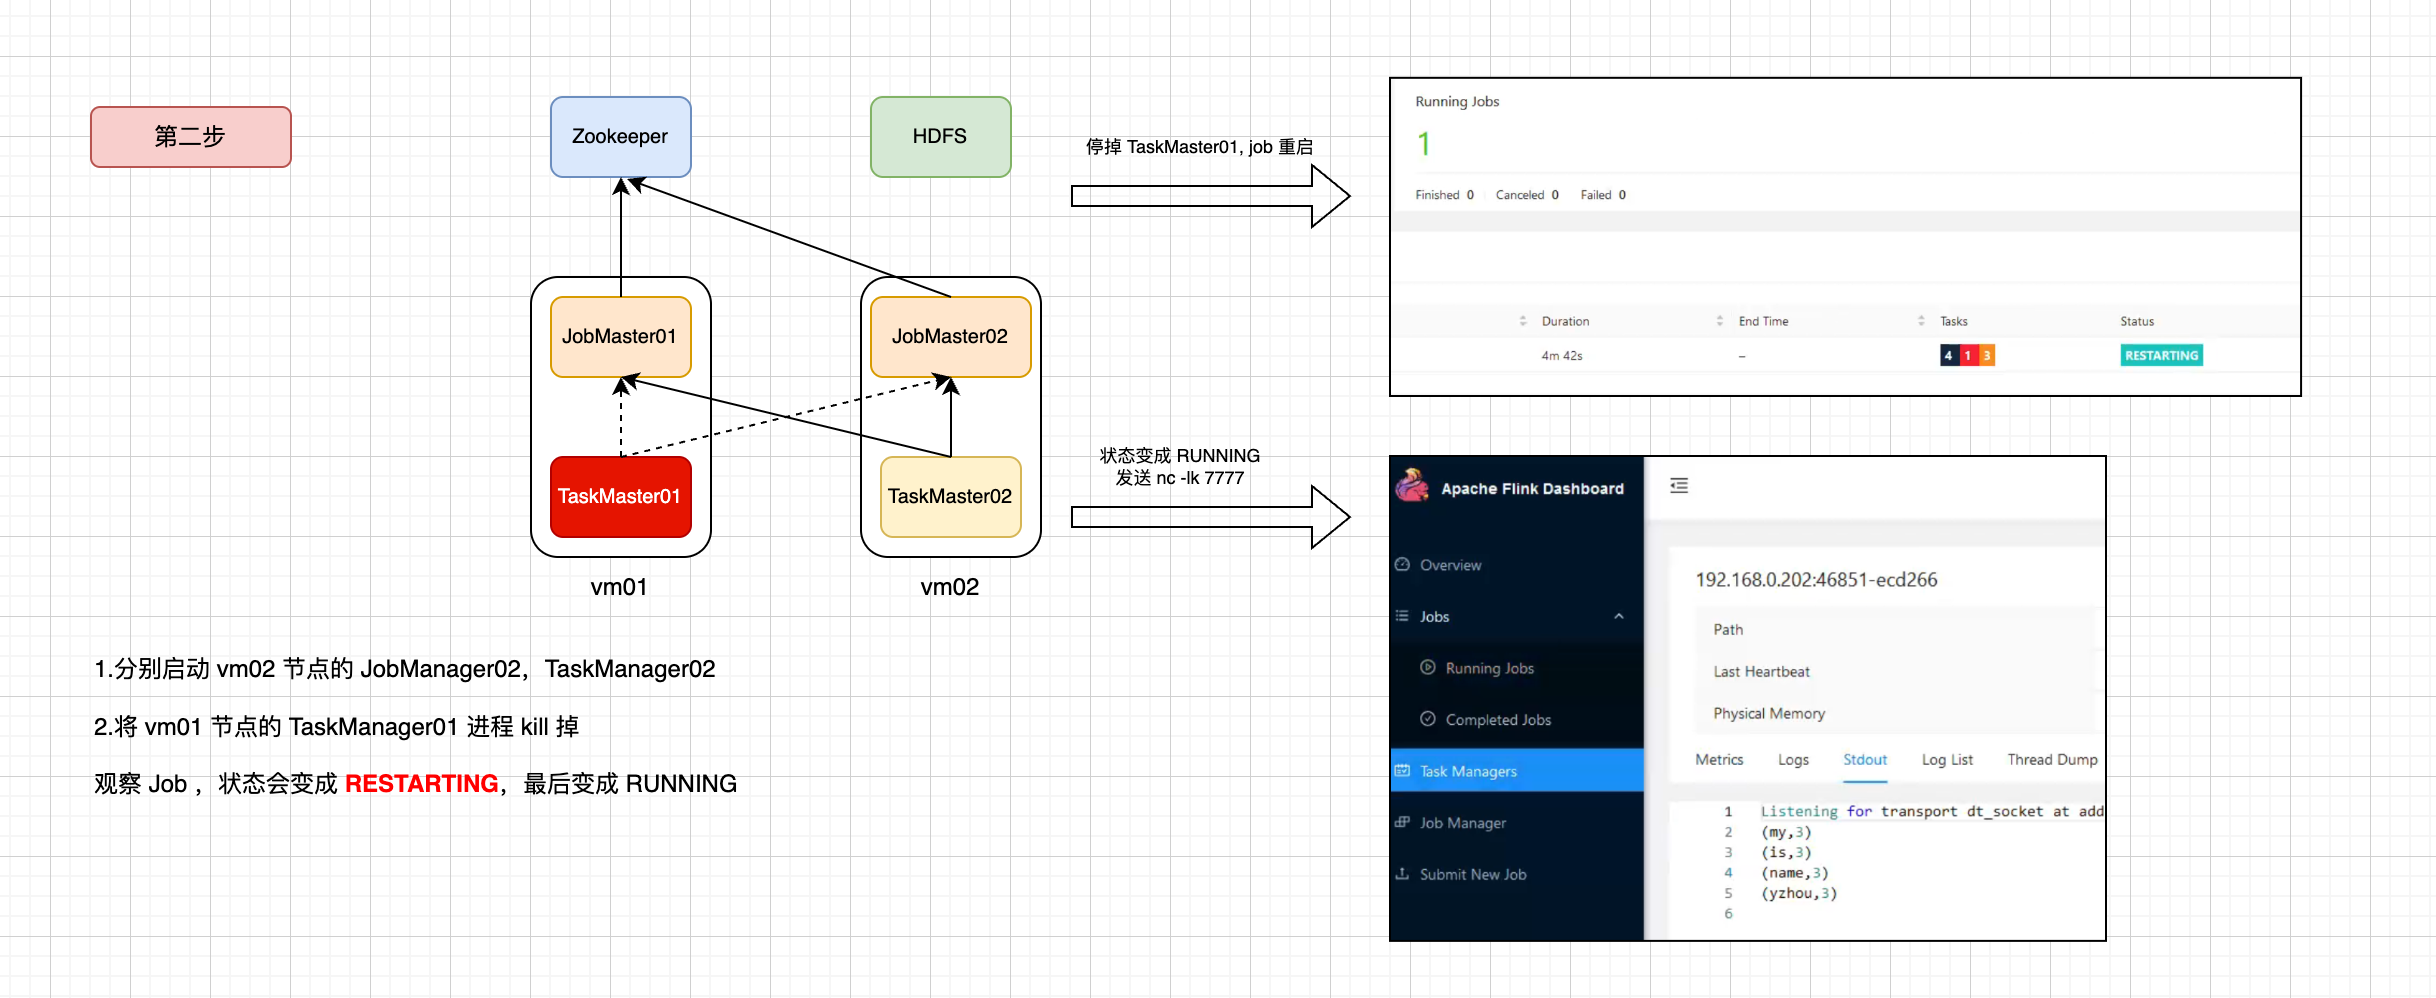 第二步
Zookeeper
HDFS
停掉 TaskMaster01, job 重启
JobMaster01
JobMaster02
TaskMaster01
TaskMaster02
vm01
vm02
状态变成 RUNNING
发送 nc -lk 7777
1.分别启动 vm02 节点的 JobManager02，TaskManager02
2.将 vm01 节点的 TaskManager01 进程 kill 掉
观察 Job ，状态会变成 RESTARTING，最后变成 RUNNING
Running Jobs
1
Finished 0 Canceled 0 Failed 0
Duration End Time Tasks Status
4m 42s – 4 1 3 RESTARTING
Apache Flink Dashboard
Overview
Jobs
Running Jobs
Completed Jobs
Task Managers
Job Manager
Submit New Job
192.168.0.202:46851-ecd266
Path
Last Heartbeat
Physical Memory
Metrics Logs Stdout Log List Thread Dump
1 Listening for transport dt_socket at add
2 (my,3)
3 (is,3)
4 (name,3)
5 (yzhou,3)
6